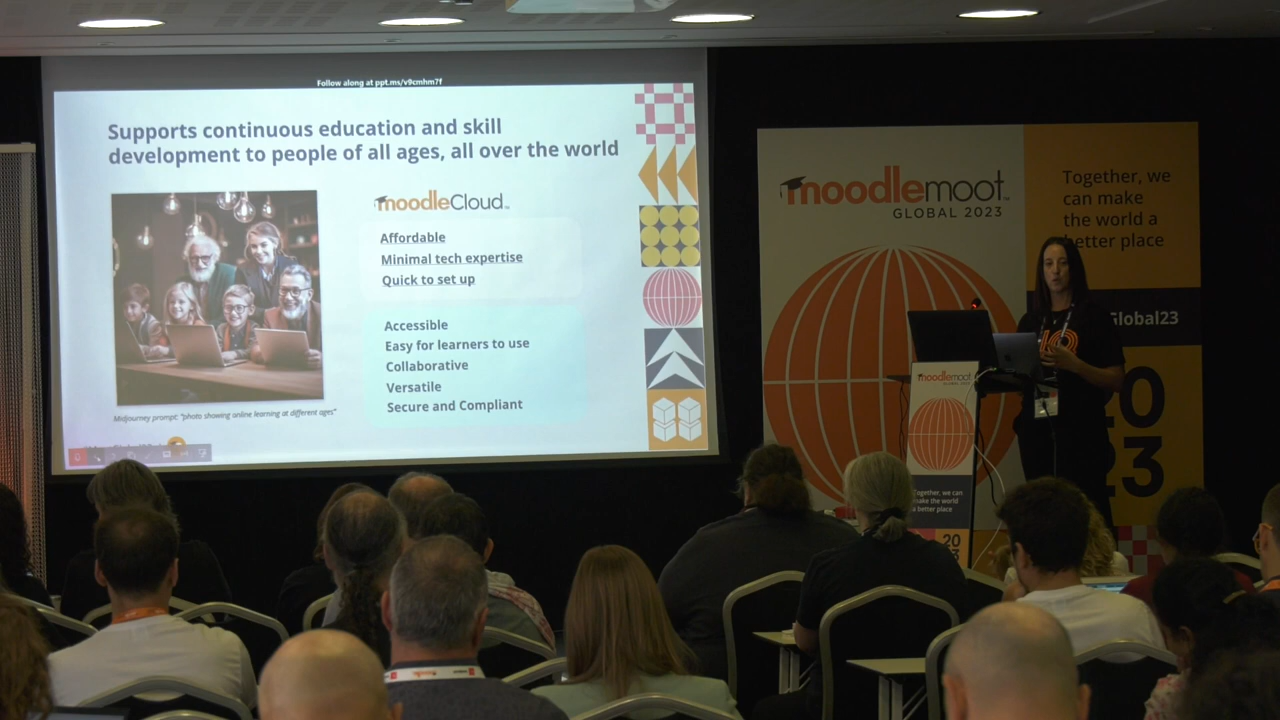 Follow along at ppt.ms/v9cmhm7f
Supports continuous education and skill
development to people of all ages, all over the world
moodleCloud
Affordable
Minimal tech expertise
Quick to set up
Accessible
Easy for learners to use
Collaborative
Versatile
Secure and Compliant
Midjourney prompt: "photo showing online learning at different ages"
moodlemoot
GLOBAL 2023
Together, we
can make
the world a
better place
Global23
20
23
moodlemoot
GLOBAL 2023
Together, we can
make the world
a better place
20